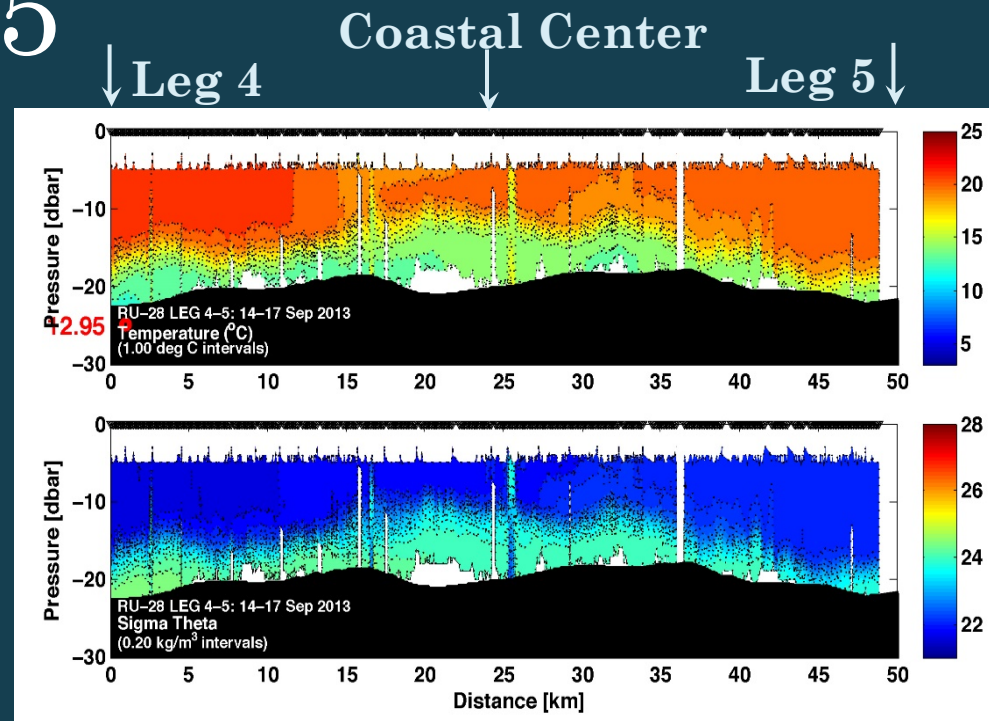 5
Coastal Center
Leg 4
Leg 5
0
−10
−20
−30
Pressure [dbar]
2.95
RU−28 LEG 4−5: 14−17 Sep 2013
Temperature (°C)
(1.00 deg C intervals)
0 5 10 15 20 25 30 35 40 45 50
25
20
15
10
5
0
−10
−20
−30
Pressure [dbar]
RU−28 LEG 4−5: 14−17 Sep 2013
Sigma Theta
(0.20 kg/m³ intervals)
0 5 10 15 20 25 30 35 40 45 50
Distance [km]
28
26
24
22